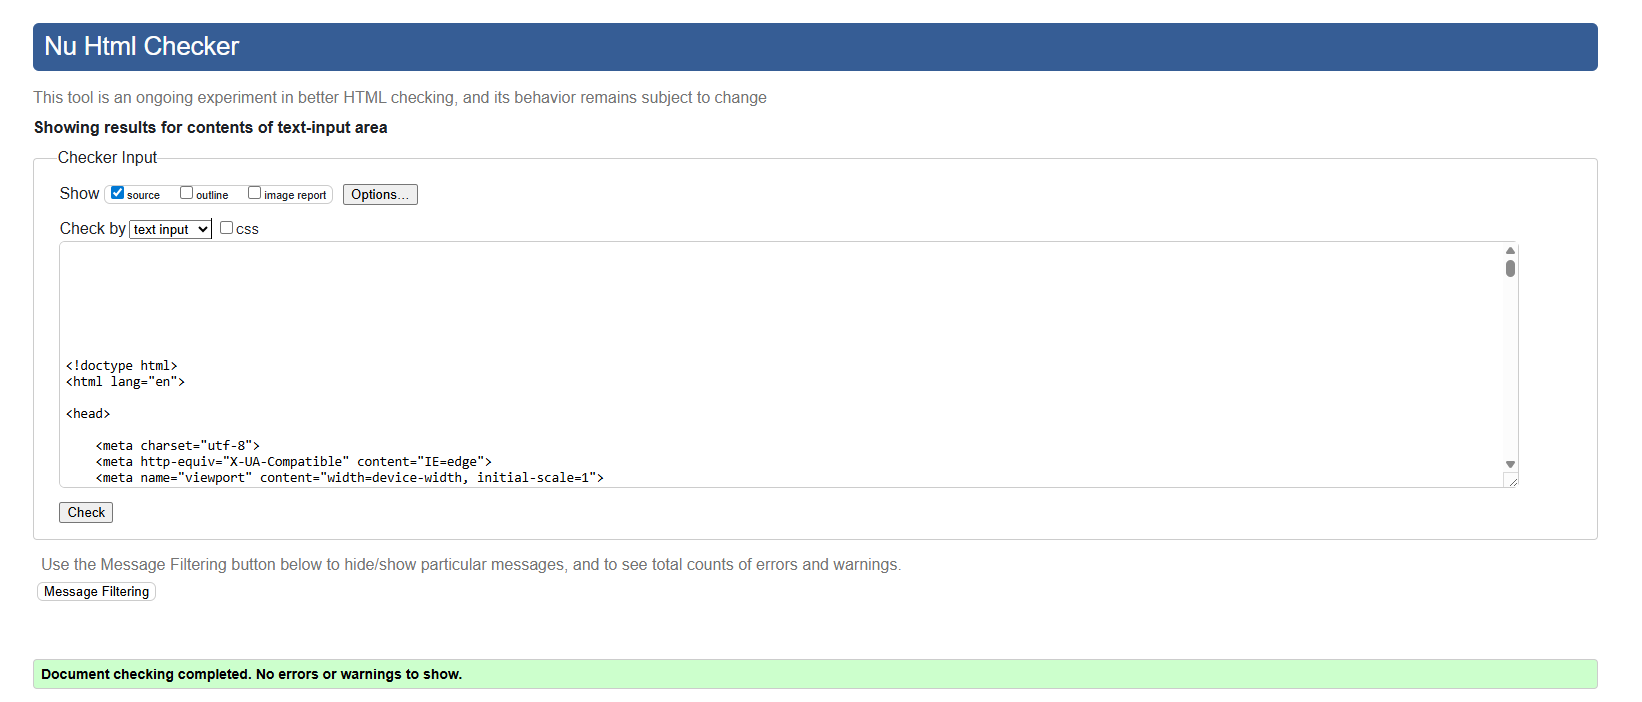 Nu Html Checker
This tool is an ongoing experiment in better HTML checking, and its behavior remains subject to change
Showing results for contents of text-input area
Checker Input
Show source outline image report Options...
Check by text input css
<!doctype html>
<html lang="en">
<head>
<meta charset="utf-8">
<meta http-equiv="X-UA-Compatible" content="IE=edge">
<meta name="viewport" content="width=device-width, initial-scale=1">
Check
Use the Message Filtering button below to hide/show particular messages, and to see total counts of errors and warnings.
Message Filtering
Document checking completed. No errors or warnings to show.